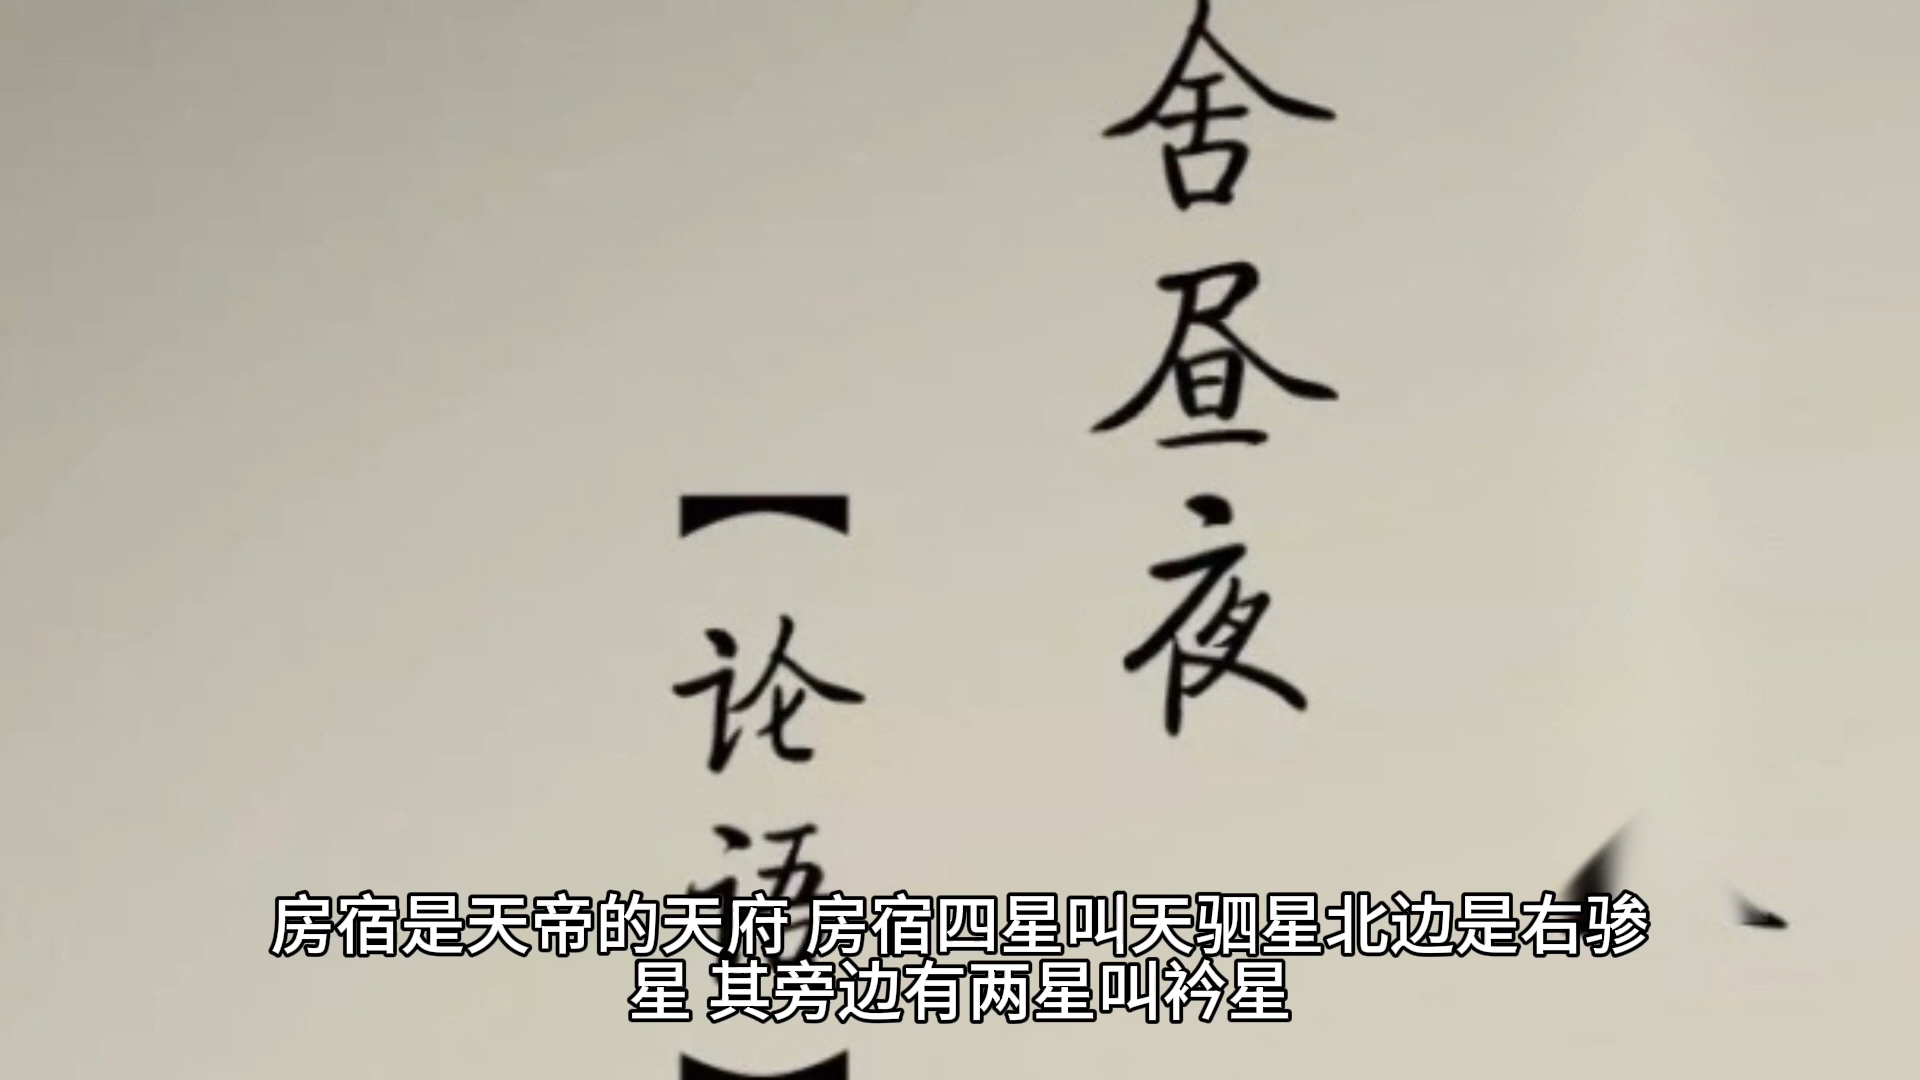 舍昼夜
【论语】
房宿是天帝的天府 房宿四星叫天驷星北边是右骖
星 其旁边有两星叫衿星